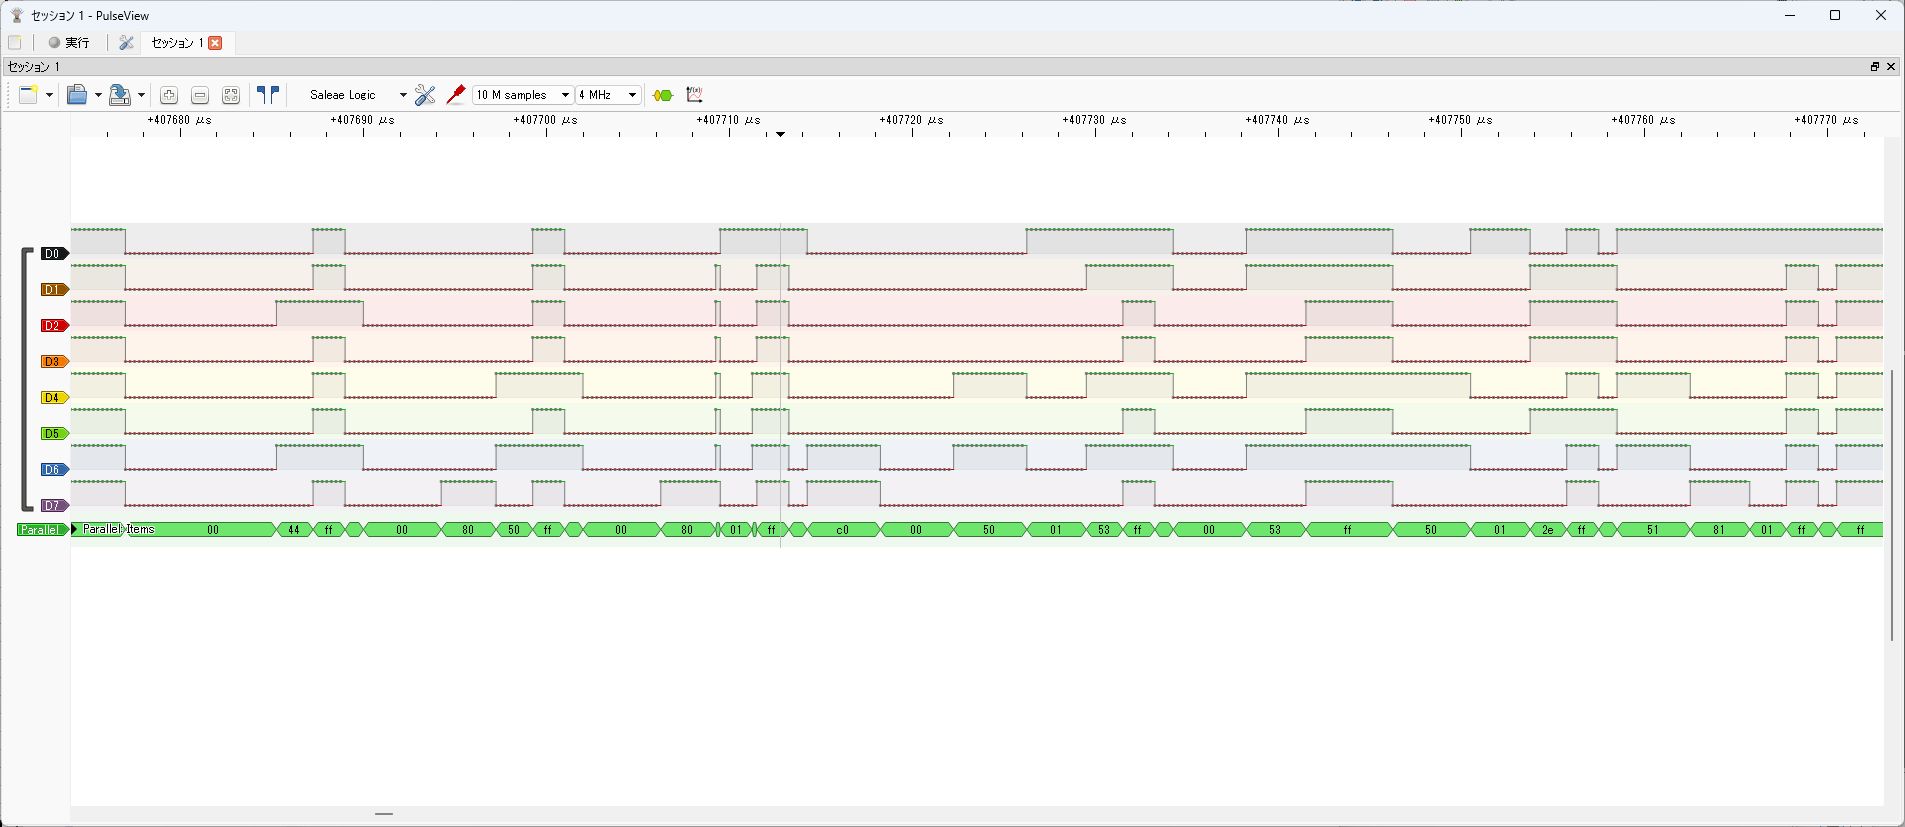 セッション 1 - PulseView
実行
セッション 1
セッション 1
Saleae Logic
10 M samples
4 MHz
+407680 μs +407690 μs +407700 μs +407710 μs +407720 μs +407730 μs +407740 μs +407750 μs +407760 μs +407770 μs
D0
D1
D2
D3
D4
D5
D6
D7
Parallel Parallel: Items 00 44 ff 00 80 50 ff 00 80 01 ff c0 00 50 01 53 ff 00 53 ff 50 01 2e ff 51 81 01 ff ff